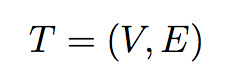 T = (V, E)